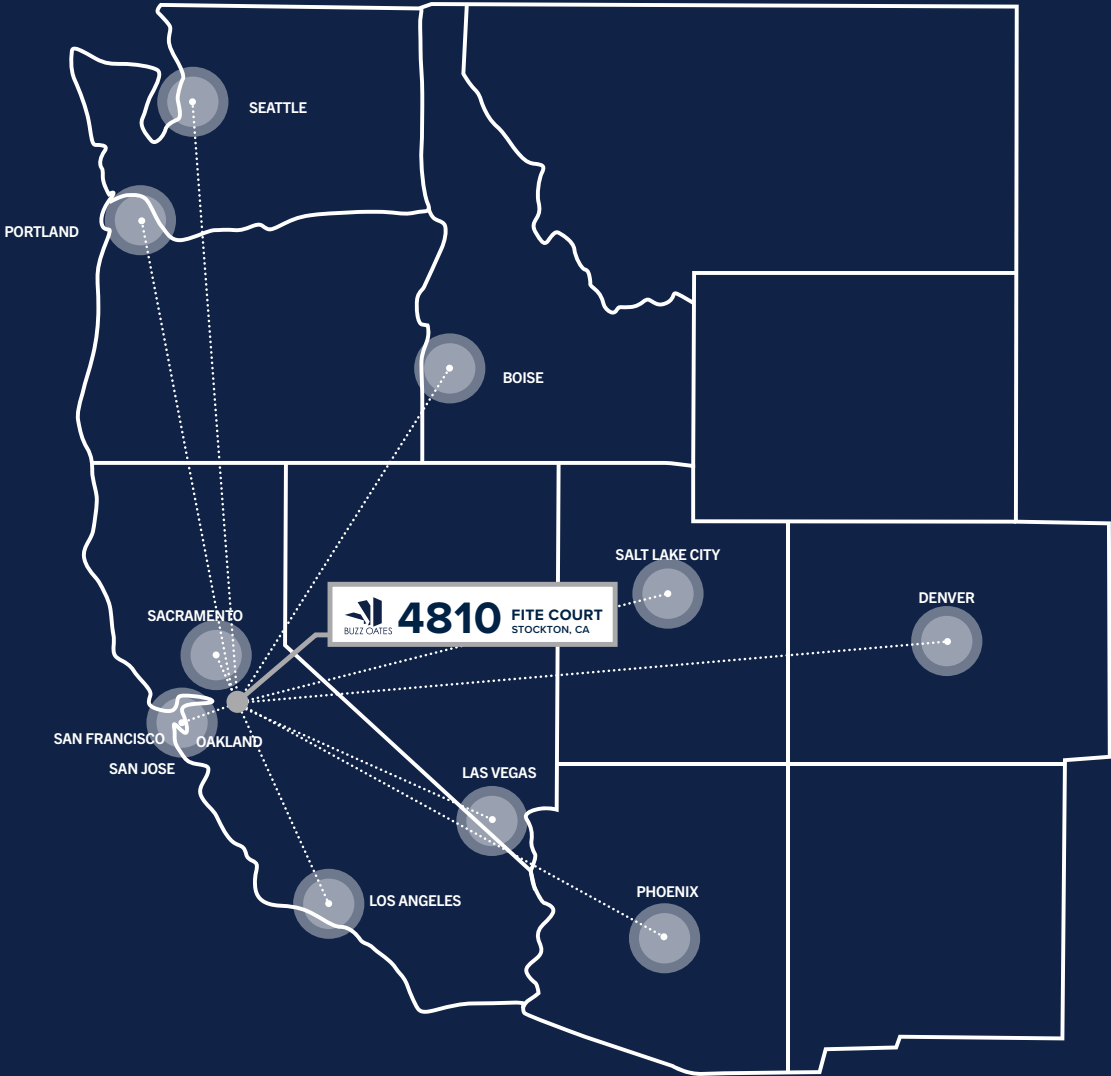 SEATTLE
PORTLAND
BOISE
SALT LAKE CITY
DENVER
SACRAMENTO
BUZZ OATES
4810
FITE COURT
STOCKTON, CA
SAN FRANCISCO
OAKLAND
SAN JOSE
LAS VEGAS
PHOENIX
LOS ANGELES